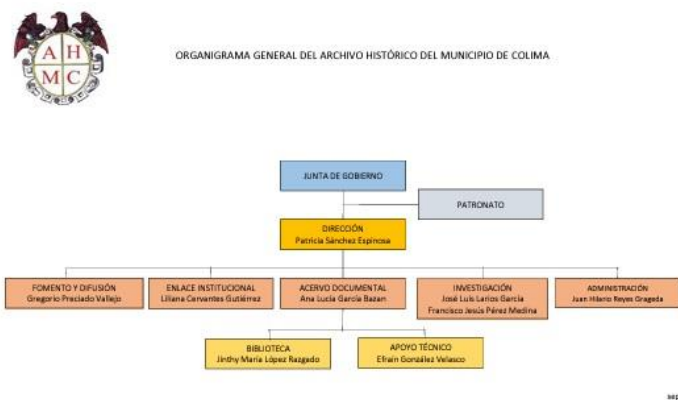 A H
M C
ORGANIGRAMA GENERAL DEL ARCHIVO HISTÓRICO DEL MUNICIPIO DE COLIMA
JUNTA DE GOBIERNO
PATRONATO
DIRECCIÓN
Patricia Sánchez Espinosa
FOMENTO Y DIFUSIÓN
Gregorio Preciado Vallejo
ENLACE INSTITUCIONAL
Liliana Cervantes Gutiérrez
ACERVO DOCUMENTAL
Ana Lucía García Bazan
INVESTIGACIÓN
José Luis Larios García
Francisco Jesús Pérez Medina
ADMINISTRACIÓN
Juan Hilario Reyes Grageda
BIBLIOTECA
Jinthy María López Razgado
APOYO TÉCNICO
Efraín González Velasco